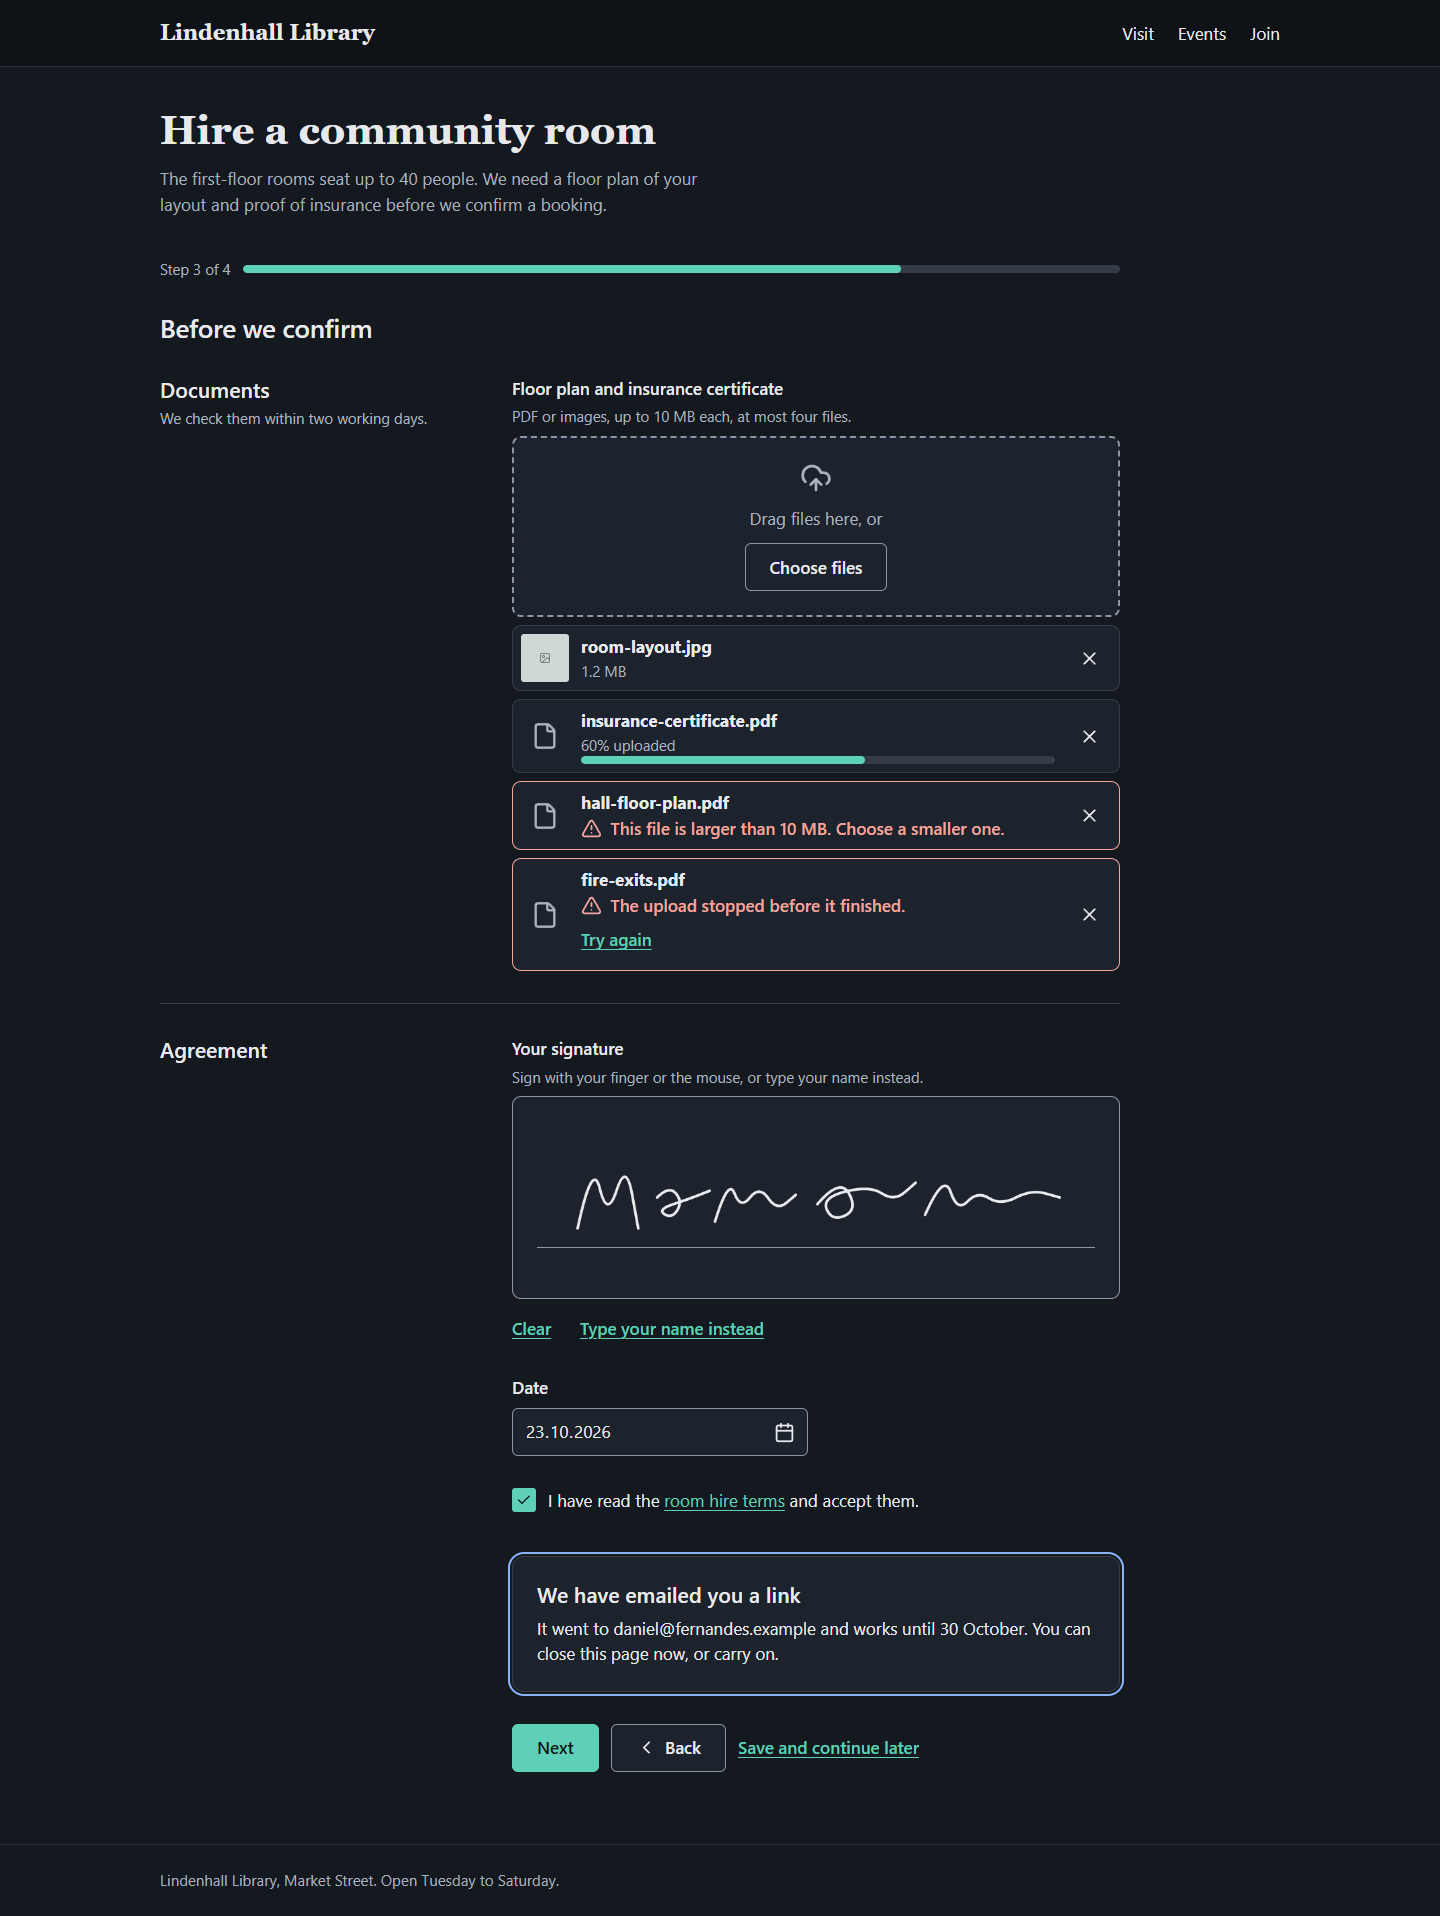 Lindenhall Library
Visit Events Join
Hire a community room
The first-floor rooms seat up to 40 people. We need a floor plan of your
layout and proof of insurance before we confirm a booking.
Step 3 of 4
Before we confirm
Documents
We check them within two working days.
Floor plan and insurance certificate
PDF or images, up to 10 MB each, at most four files.
Drag files here, or
Choose files
room-layout.jpg
1.2 MB
insurance-certificate.pdf
60% uploaded
hall-floor-plan.pdf
This file is larger than 10 MB. Choose a smaller one.
fire-exits.pdf
The upload stopped before it finished.
Try again
Agreement
Your signature
Sign with your finger or the mouse, or type your name instead.
Clear Type your name instead
Date
23.10.2026
I have read the room hire terms and accept them.
We have emailed you a link
It went to daniel@fernandes.example and works until 30 October. You can
close this page now, or carry on.
Next Back Save and continue later
Lindenhall Library, Market Street. Open Tuesday to Saturday.